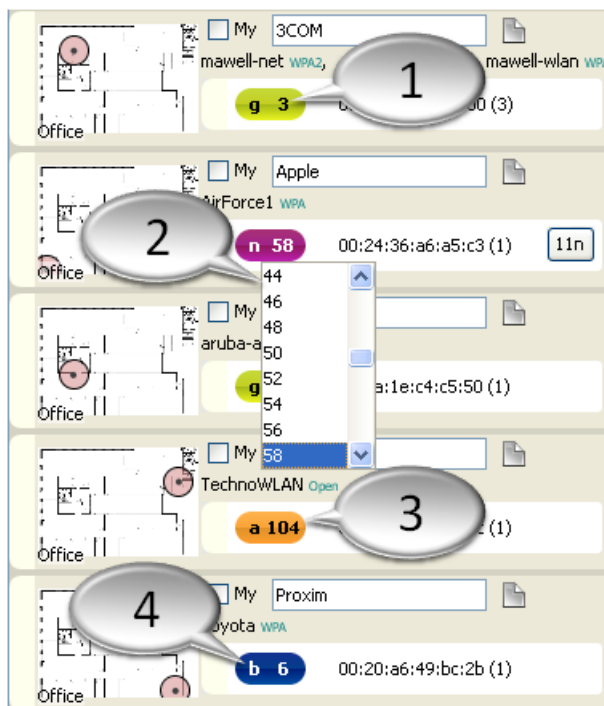 My 3COM
mawell-net WPA2, mawell-wlan
1
g 3 0 (3)
Office
My Apple
AirForce1 WPA
2
n 58 00:24:36:a6:a5:c3 (1) 11n
Office
44
46
48
50
52
54
56
58
My
aruba-a
g a:1e:c4:c5:50 (1)
Office
My
TechnoWLAN Open
3
a 104 (1)
Office
My Proxim
4
oyota WPA
b 6 00:20:a6:49:bc:2b (1)
Office